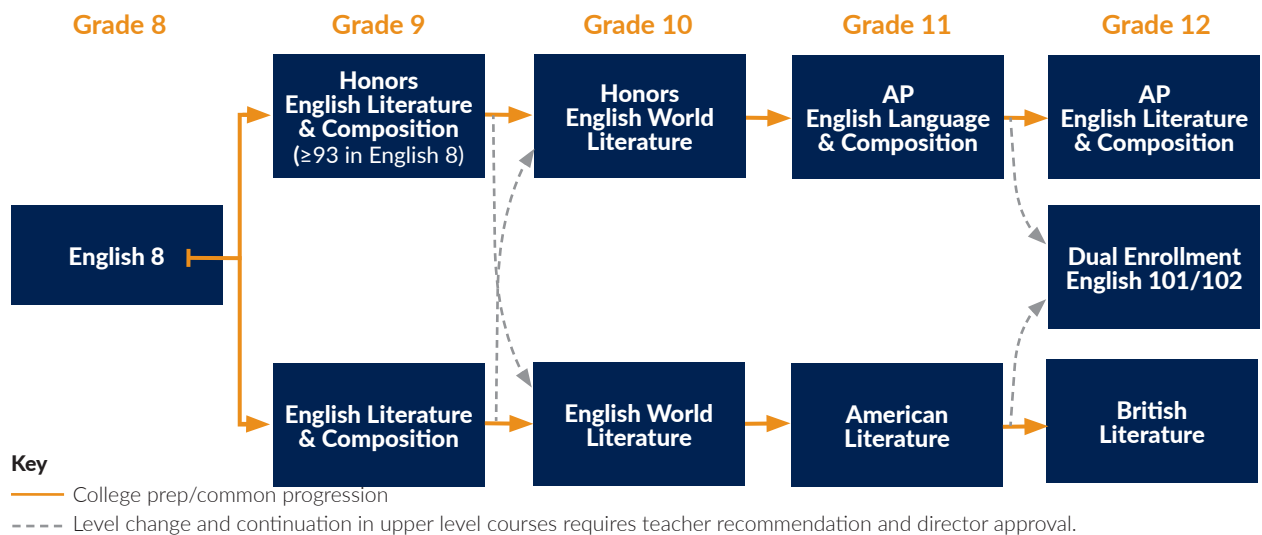 Grade 8
Grade 9
Grade 10
Grade 11
Grade 12
English 8
Honors
English Literature
& Composition
(≥93 in English 8)
Honors
English World
Literature
AP
English Language
& Composition
AP
English Literature
& Composition
Dual Enrollment
English 101/102
English Literature
& Composition
English World
Literature
American
Literature
British
Literature
Key
College prep/common progression
Level change and continuation in upper level courses requires teacher recommendation and director approval.